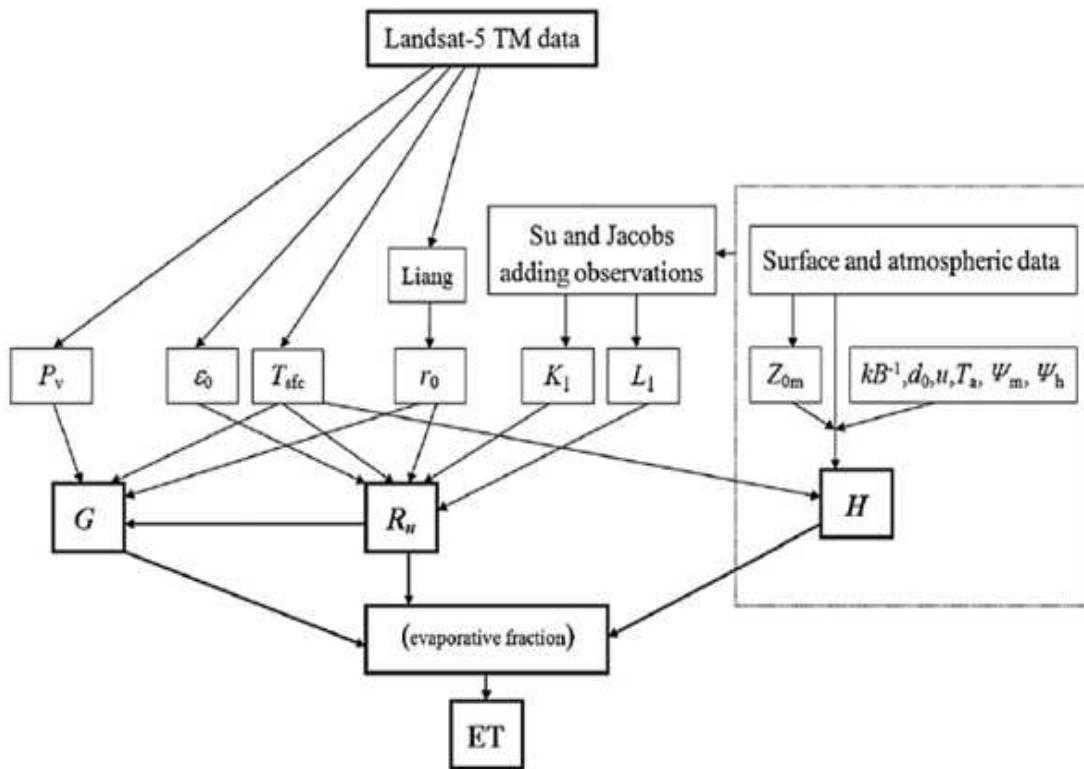 Landsat-5 TM data
Su and Jacobs
adding observations
Surface and atmospheric data
Liang
Pᵥ
ε₀
T_sfc
r₀
K↓
L↓
Z₀ₘ
kB⁻¹,d₀,u,Tₐ, Ψₘ, Ψₕ
G
Rₙ
H
(evaporative fraction)
ET